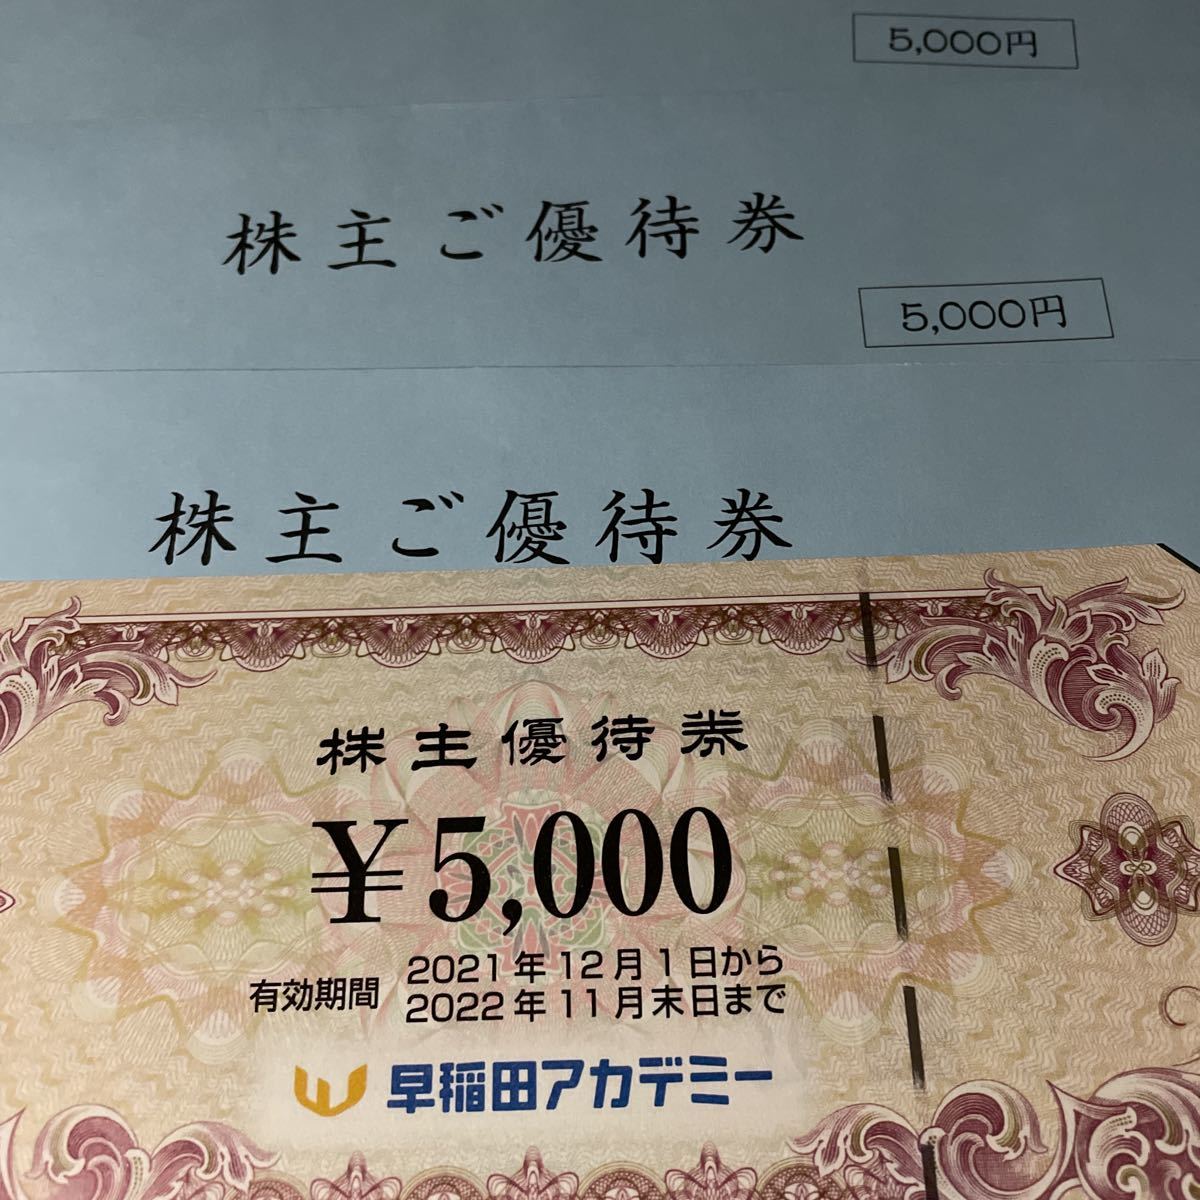 5,000円
株主ご優待券
5,000円
株主ご優待券
株主優待券
¥5,000
有効期間
2021年12月1日から
2022年11月末日まで
早稲田アカデミー